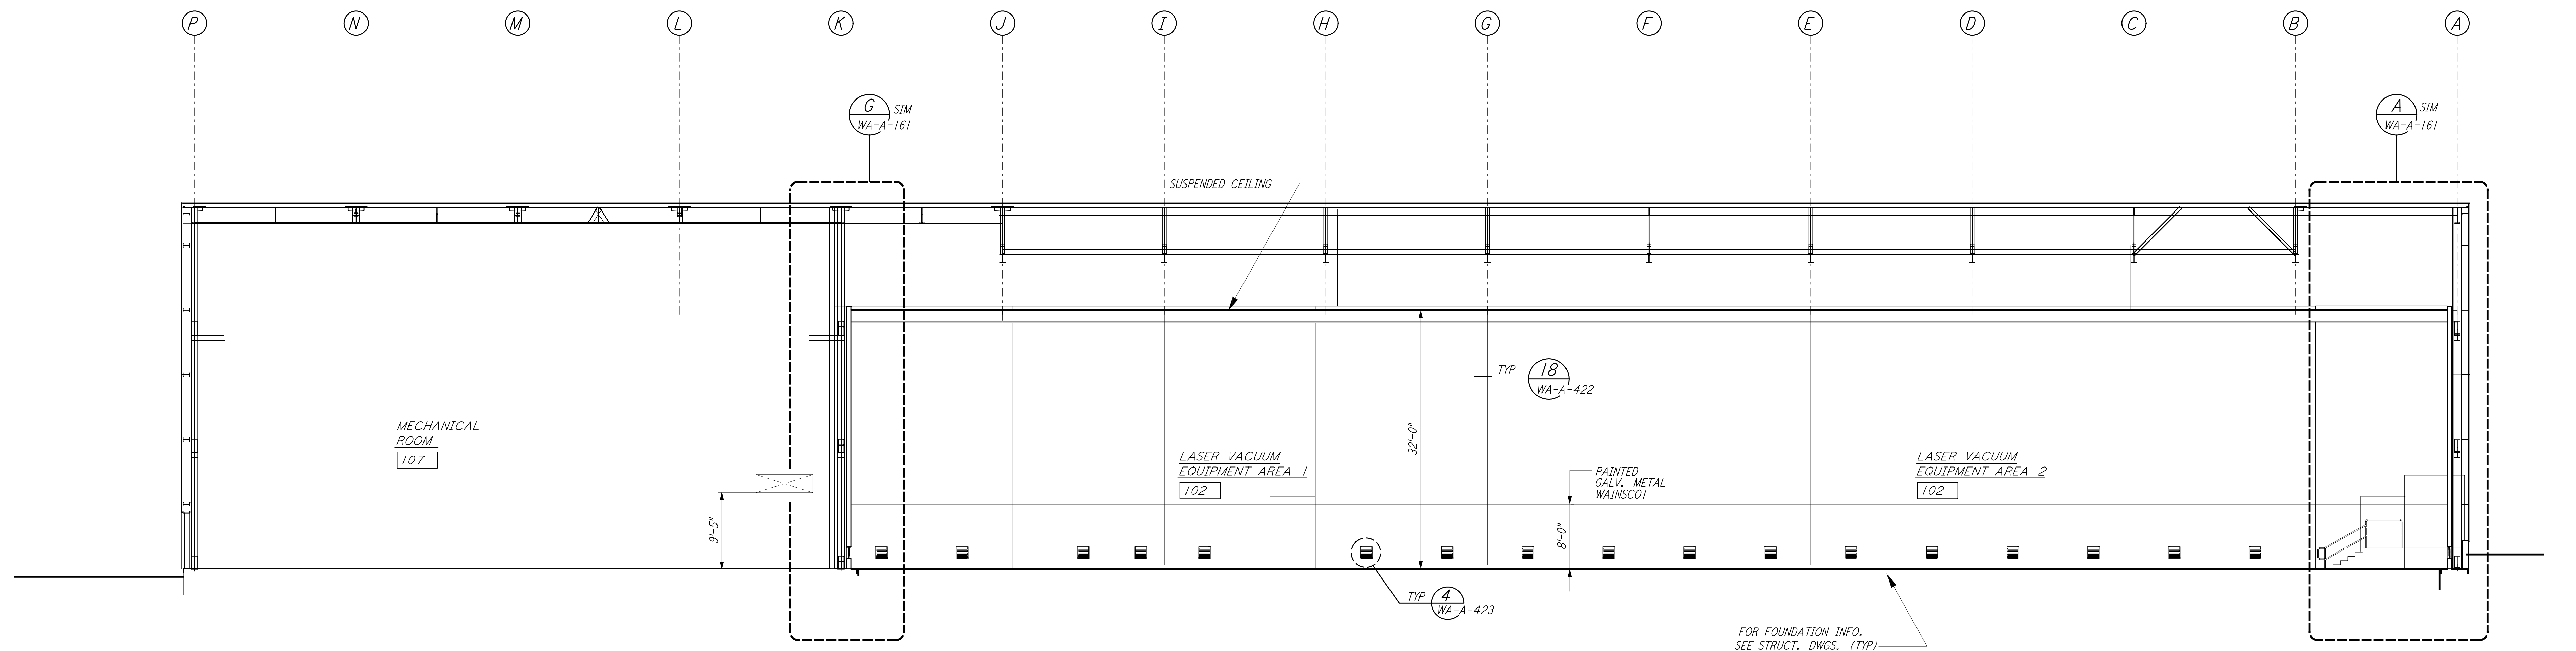 P N M L K J I H G F E D C B A
G SIM
WA-A-161
A SIM
WA-A-161
SUSPENDED CEILING
TYP 18
WA-A-422
MECHANICAL
ROOM
107
9'-5"
LASER VACUUM
EQUIPMENT AREA 1
102
32'-0"
PAINTED
GALV. METAL
WAINSCOT
8'-0"
LASER VACUUM
EQUIPMENT AREA 2
102
TYP 4
WA-A-423
FOR FOUNDATION INFO.
SEE STRUCT. DWGS. (TYP)